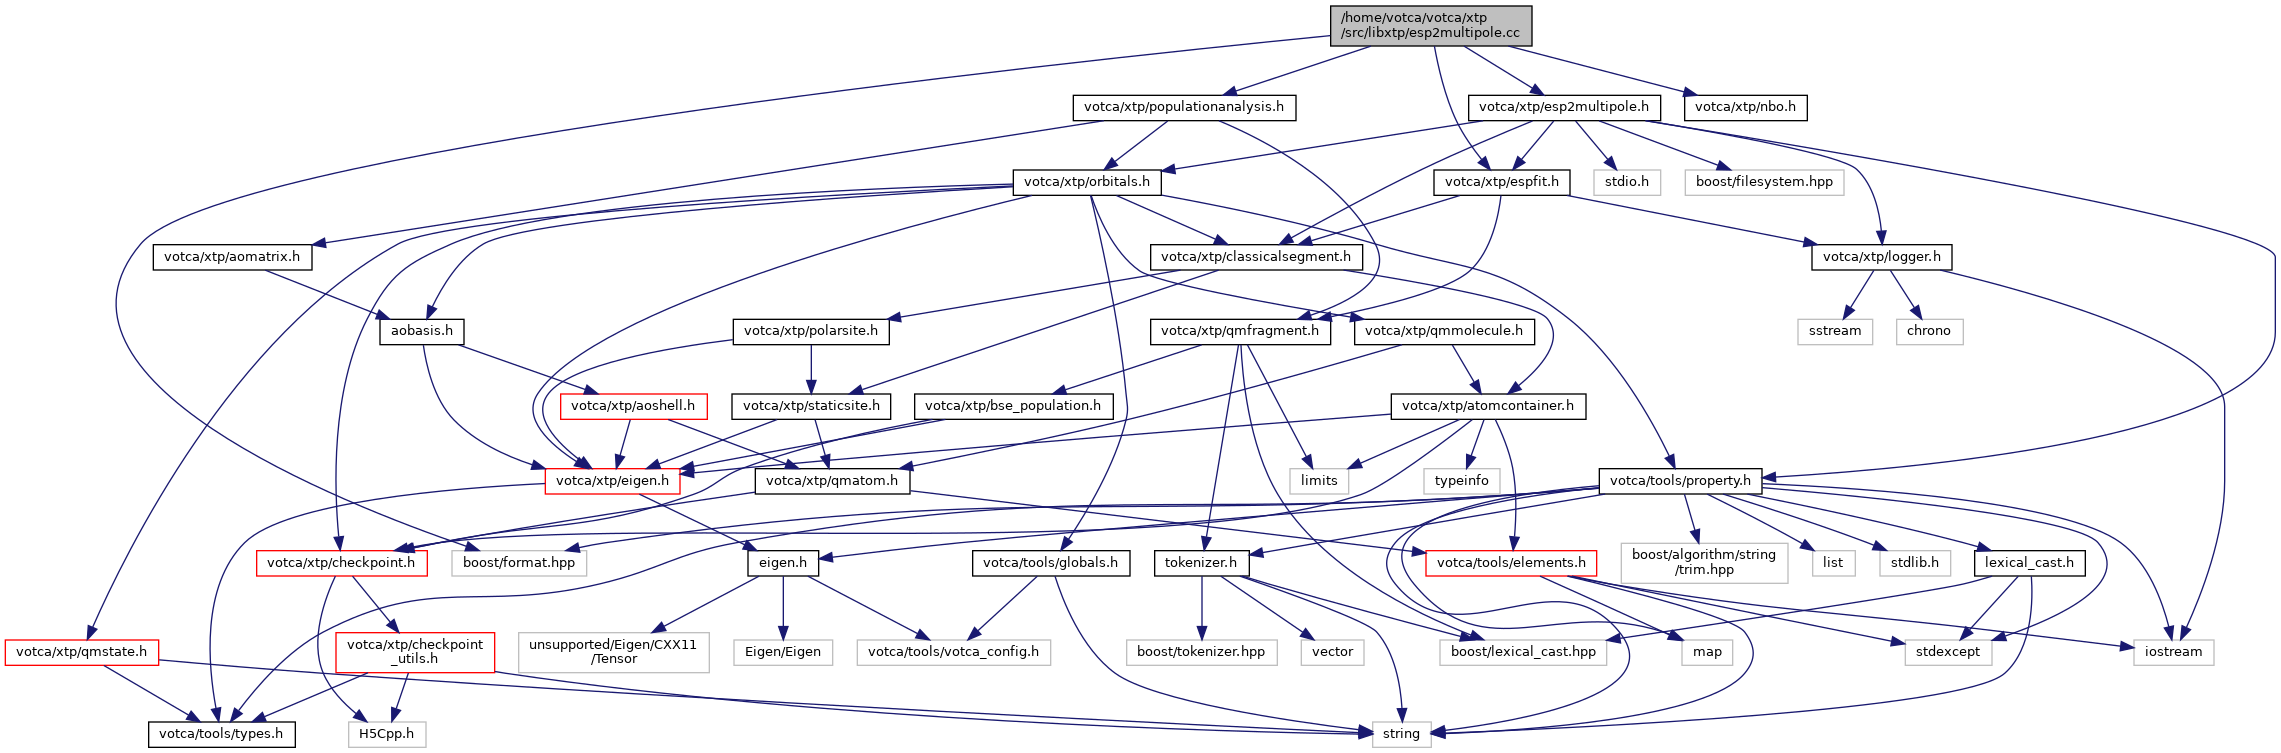 /home/votca/votca/xtp
/src/libxtp/esp2multipole.cc
votca/xtp/populationanalysis.h
votca/xtp/esp2multipole.h
votca/xtp/nbo.h
votca/xtp/orbitals.h
votca/xtp/espfit.h
stdio.h
boost/filesystem.hpp
votca/xtp/aomatrix.h
votca/xtp/classicalsegment.h
votca/xtp/logger.h
aobasis.h
votca/xtp/polarsite.h
votca/xtp/qmfragment.h
votca/xtp/qmmolecule.h
sstream
chrono
votca/xtp/aoshell.h
votca/xtp/staticsite.h
votca/xtp/bse_population.h
votca/xtp/atomcontainer.h
votca/xtp/eigen.h
votca/xtp/qmatom.h
limits
typeinfo
votca/tools/property.h
votca/xtp/checkpoint.h
boost/format.hpp
eigen.h
votca/tools/globals.h
tokenizer.h
votca/tools/elements.h
boost/algorithm/string
/trim.hpp
list
stdlib.h
lexical_cast.h
votca/xtp/qmstate.h
votca/xtp/checkpoint
_utils.h
unsupported/Eigen/CXX11
/Tensor
Eigen/Eigen
votca/tools/votca_config.h
boost/tokenizer.hpp
vector
boost/lexical_cast.hpp
map
stdexcept
iostream
votca/tools/types.h
H5Cpp.h
string